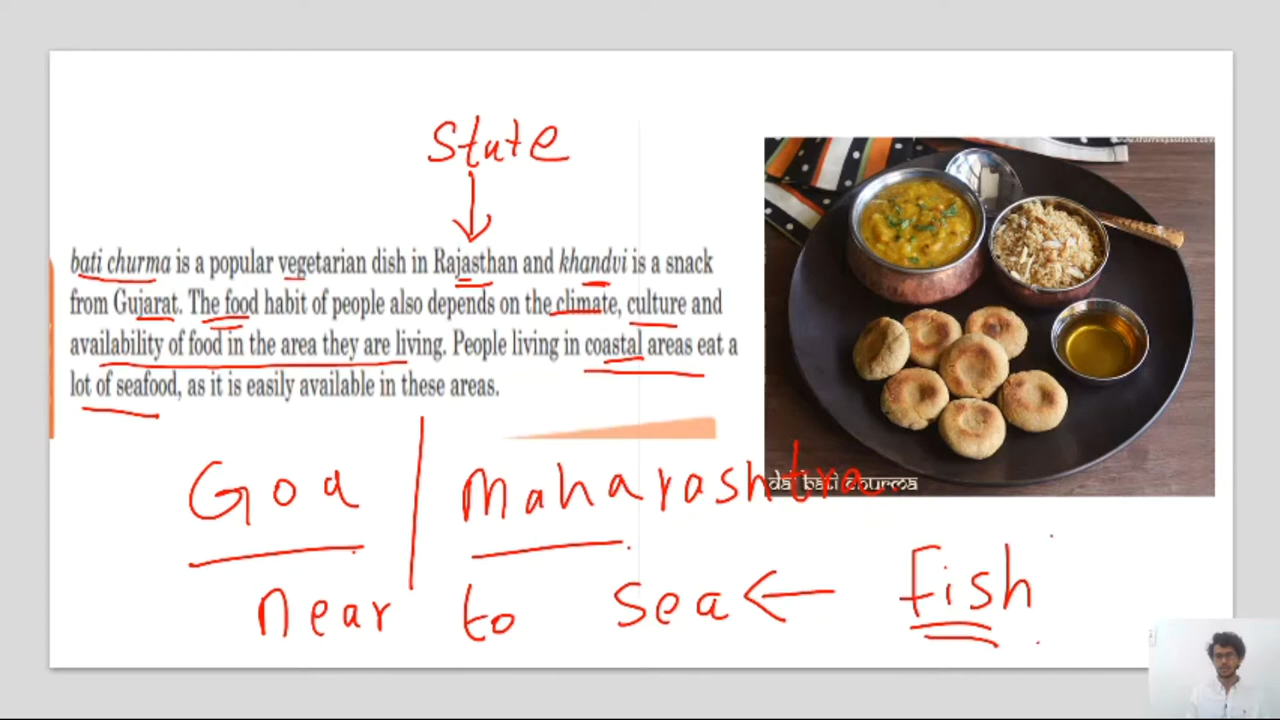 State
bati churma is a popular vegetarian dish in Rajasthan and khandvi is a snack
from Gujarat. The food habit of people also depends on the climate, culture and
availability of food in the area they are living. People living in coastal areas eat a
lot of seafood, as it is easily available in these areas.
dal bati churma
Goa | Maharashtra.
near to sea ← Fish